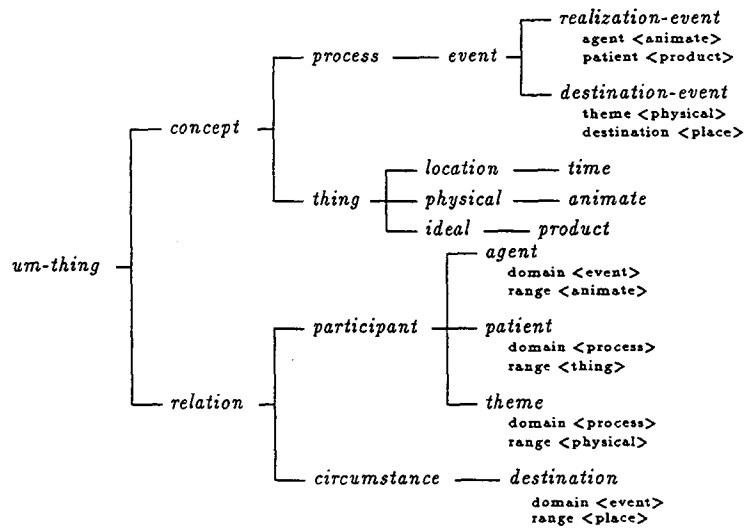 realization-event
agent <animate>
patient <product>
process
event
destination-event
theme <physical>
destination <place>
concept
location
time
thing
physical
animate
ideal
product
um-thing
agent
domain <event>
range <animate>
participant
patient
domain <process>
range <thing>
relation
theme
domain <process>
range <physical>
circumstance
destination
domain <event>
range <place>